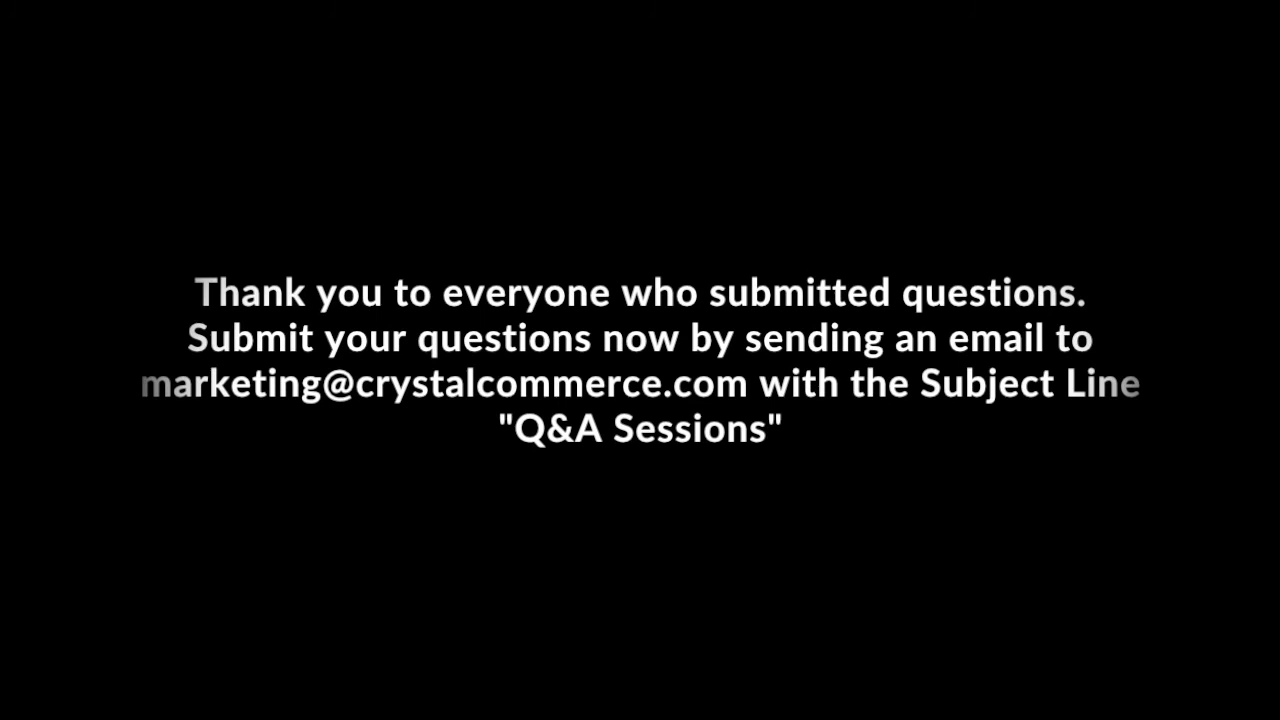 Thank you to everyone who submitted questions.
Submit your questions now by sending an email to
marketing@crystalcommerce.com with the Subject Line
"Q&A Sessions"